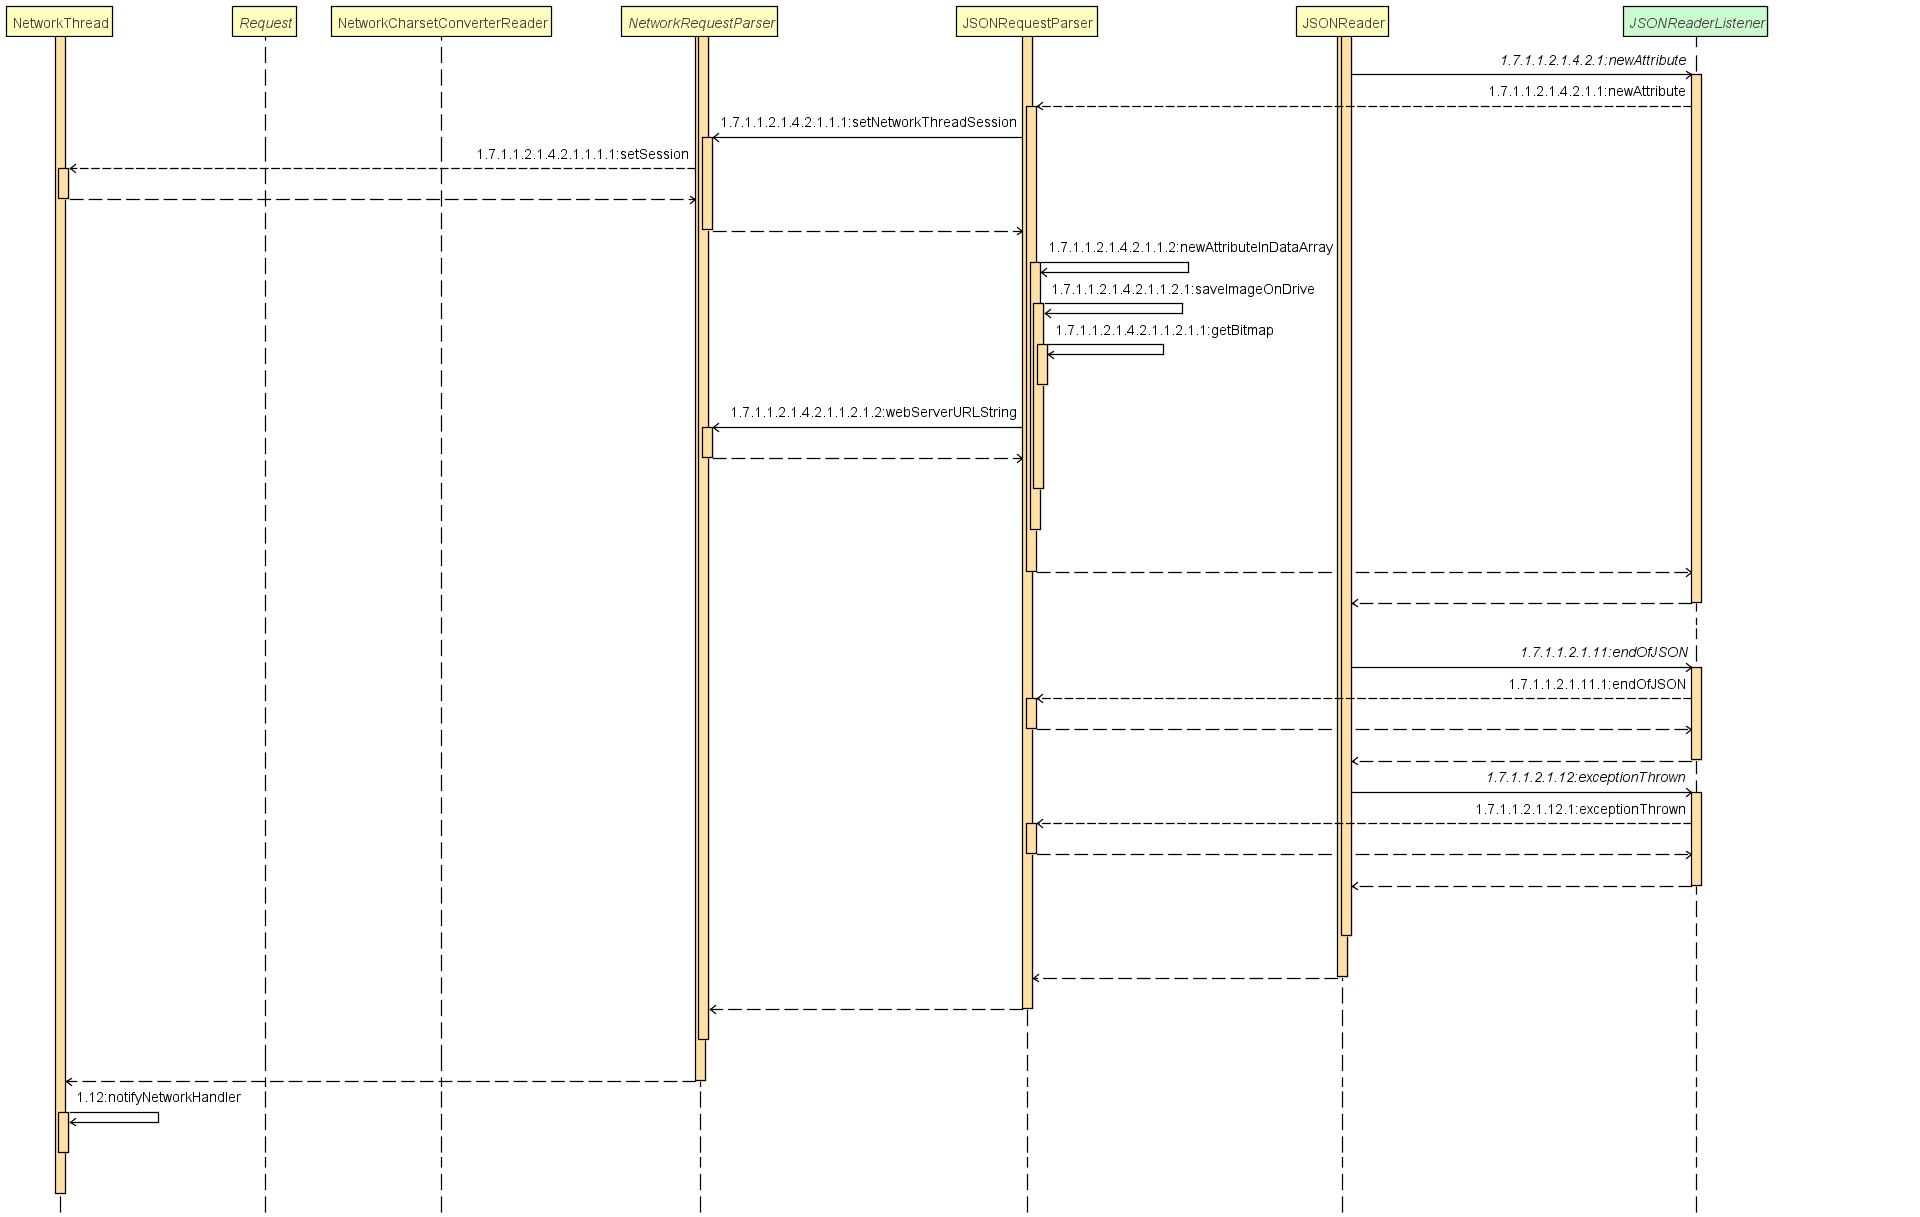 NetworkThread
Request
NetworkCharsetConverterReader
NetworkRequestParser
JSONRequestParser
JSONReader
JSONReaderListener
1.7.1.1.2.1.4.2.1:newAttribute
1.7.1.1.2.1.4.2.1.1:newAttribute
1.7.1.1.2.1.4.2.1.1.1:setNetworkThreadSession
1.7.1.1.2.1.4.2.1.1.1.1:setSession
1.7.1.1.2.1.4.2.1.1.2:newAttributeInDataArray
1.7.1.1.2.1.4.2.1.1.2.1:saveImageOnDrive
1.7.1.1.2.1.4.2.1.1.2.1.1:getBitmap
1.7.1.1.2.1.4.2.1.1.2.1.2:webServerURLString
1.7.1.1.2.1.11:endOfJSON
1.7.1.1.2.1.11.1:endOfJSON
1.7.1.1.2.1.12:exceptionThrown
1.7.1.1.2.1.12.1:exceptionThrown
1.12:notifyNetworkHandler